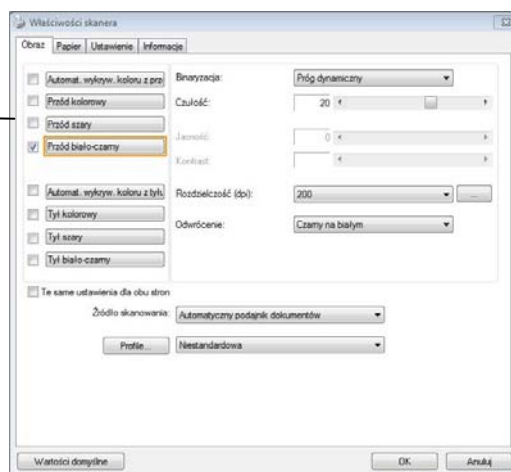 Właściwości skanera
Obraz Papier Ustawienie Informacje
Automat. wykryw. koloru z prz
Przód kolorowy
Przód szary
Przód biało-czarny
Automat. wykryw. koloru z tyłu
Tył kolorowy
Tył szary
Tył biało-czarny
Binaryzacja: Próg dynamiczny
Czułość: 20
Jasność: 0
Kontrast:
Rozdzielczość (dpi): 200 ...
Odwrócenie: Czarny na białym
Te same ustawienia dla obu stron
Źródło skanowania: Automatyczny podajnik dokumentów
Profile... Niestandardowa
Wartości domyślne OK Anuluj